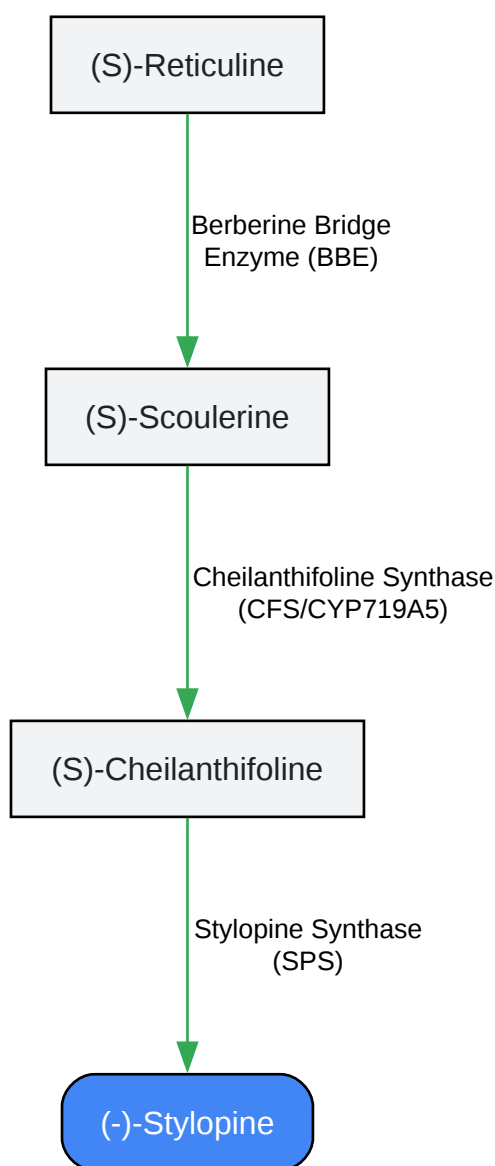 (S)-Reticuline
Berberine Bridge
Enzyme (BBE)
(S)-Scoulerine
Cheilanthifoline Synthase
(CFS/CYP719A5)
(S)-Cheilanthifoline
Stylopine Synthase
(SPS)
(-)-Stylopine